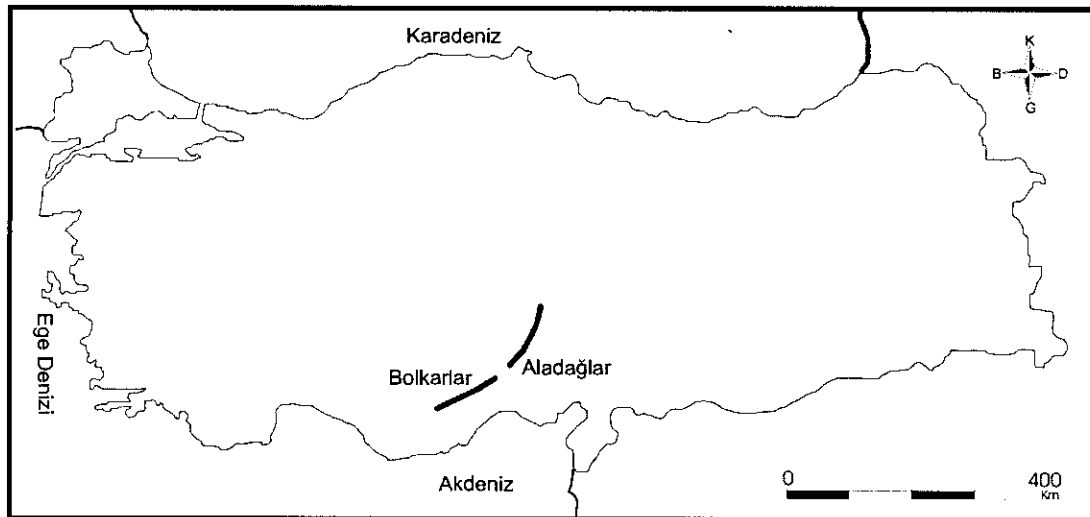 Karadeniz
K
B D
G
Ege Denizi
Bolkarlar
Aladağlar
Akdeniz
0 400
Km